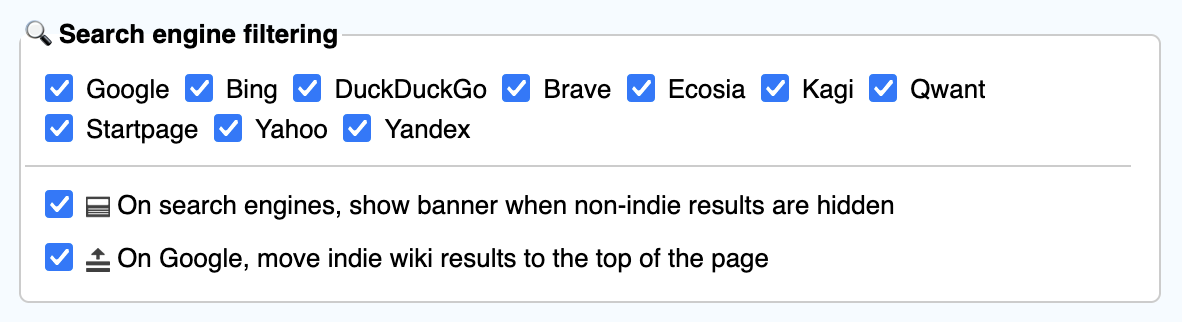 Search engine filtering
Google Bing DuckDuckGo Brave Ecosia Kagi Qwant
Startpage Yahoo Yandex
On search engines, show banner when non-indie results are hidden
On Google, move indie wiki results to the top of the page